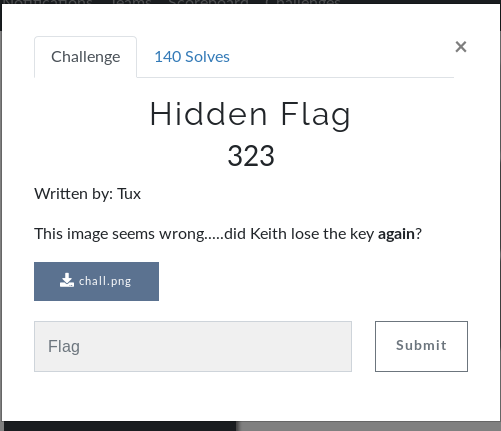 Notifications Teams Scoreboard Challenges
Challenge
140 Solves
×
Hidden Flag
323
Written by: Tux
This image seems wrong.....did Keith lose the key again?
chall.png
Flag
Submit